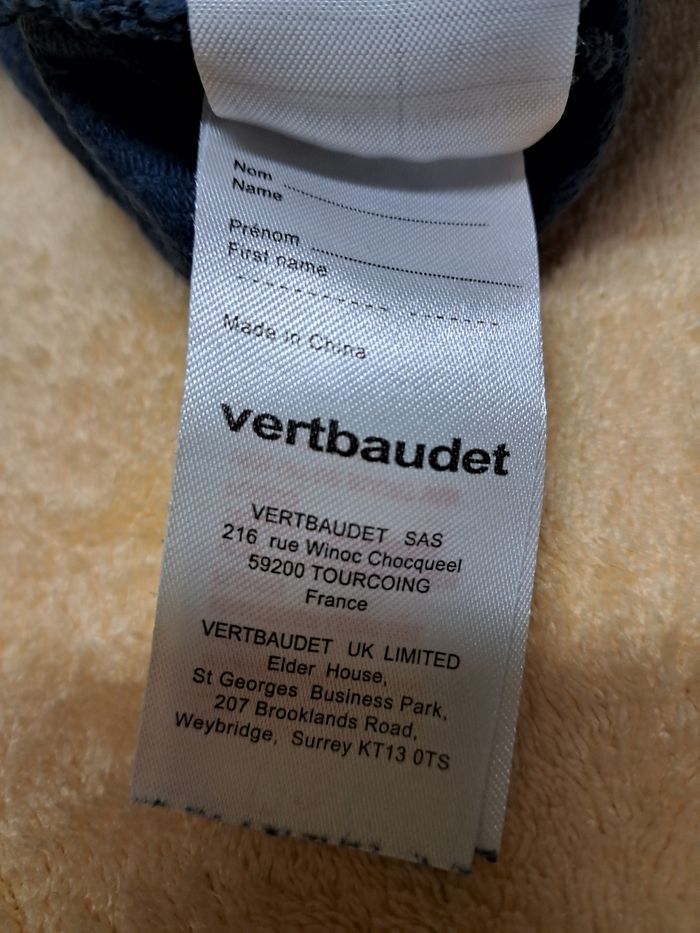 Nom
Name
Prénom
First name
Made in China
vertbaudet
VERTBAUDET SAS
216 rue Winoc Chocqueel
59200 TOURCOING
France
VERTBAUDET UK LIMITED
Elder House,
St Georges Business Park,
207 Brooklands Road,
Weybridge, Surrey KT13 0TS